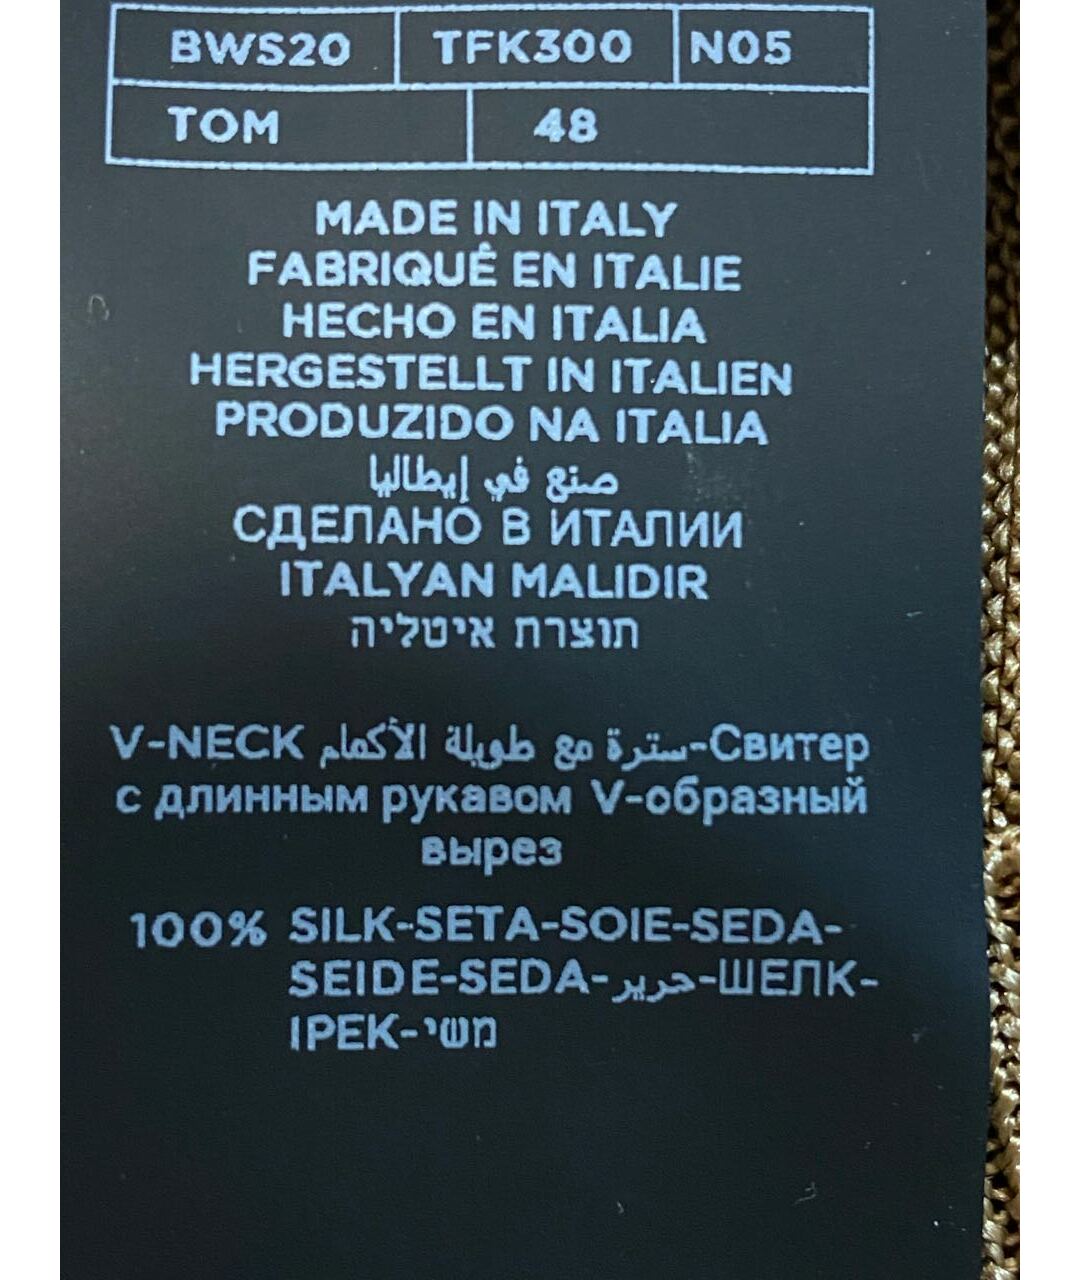 BWS20 TFK300 N05
TOM 48
MADE IN ITALY
FABRIQUÊ EN ITALIE
HECHO EN ITALIA
HERGESTELLT IN ITALIEN
PRODUZIDO NA ITALIA
صنع في إيطاليا
СДЕЛАНО В ИТАЛИИ
ITALYAN MALIDIR
תוצרת איטליה
V-NECK سترة مع طويلة الأكمام-Свитер
с длинным рукавом V-образный
вырез
100% SILK-SETA-SOIE-SEDA-
SEIDE-SEDA-حرير-ШЕЛК-
IPEK-משי